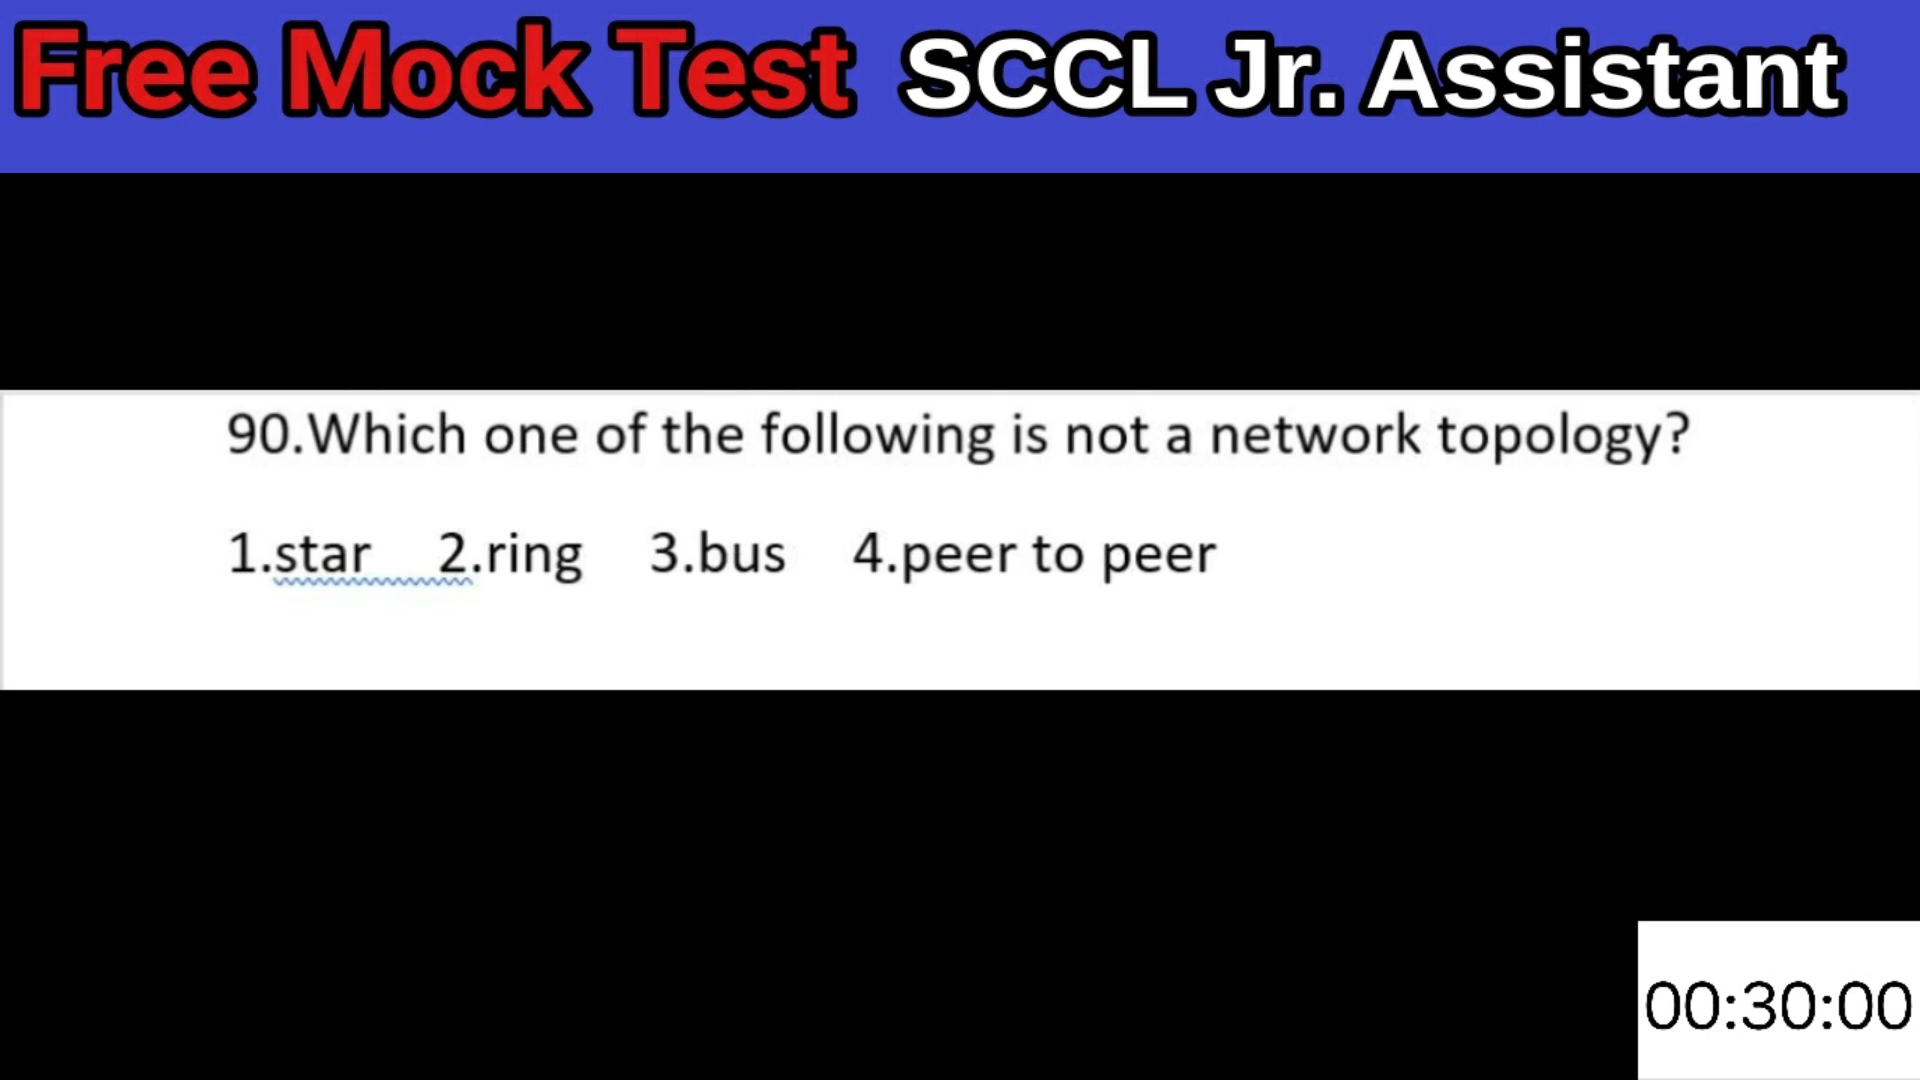 Free Mock Test SCCL Jr. Assistant
90.Which one of the following is not a network topology?
1.star 2.ring 3.bus 4.peer to peer
00:30:00